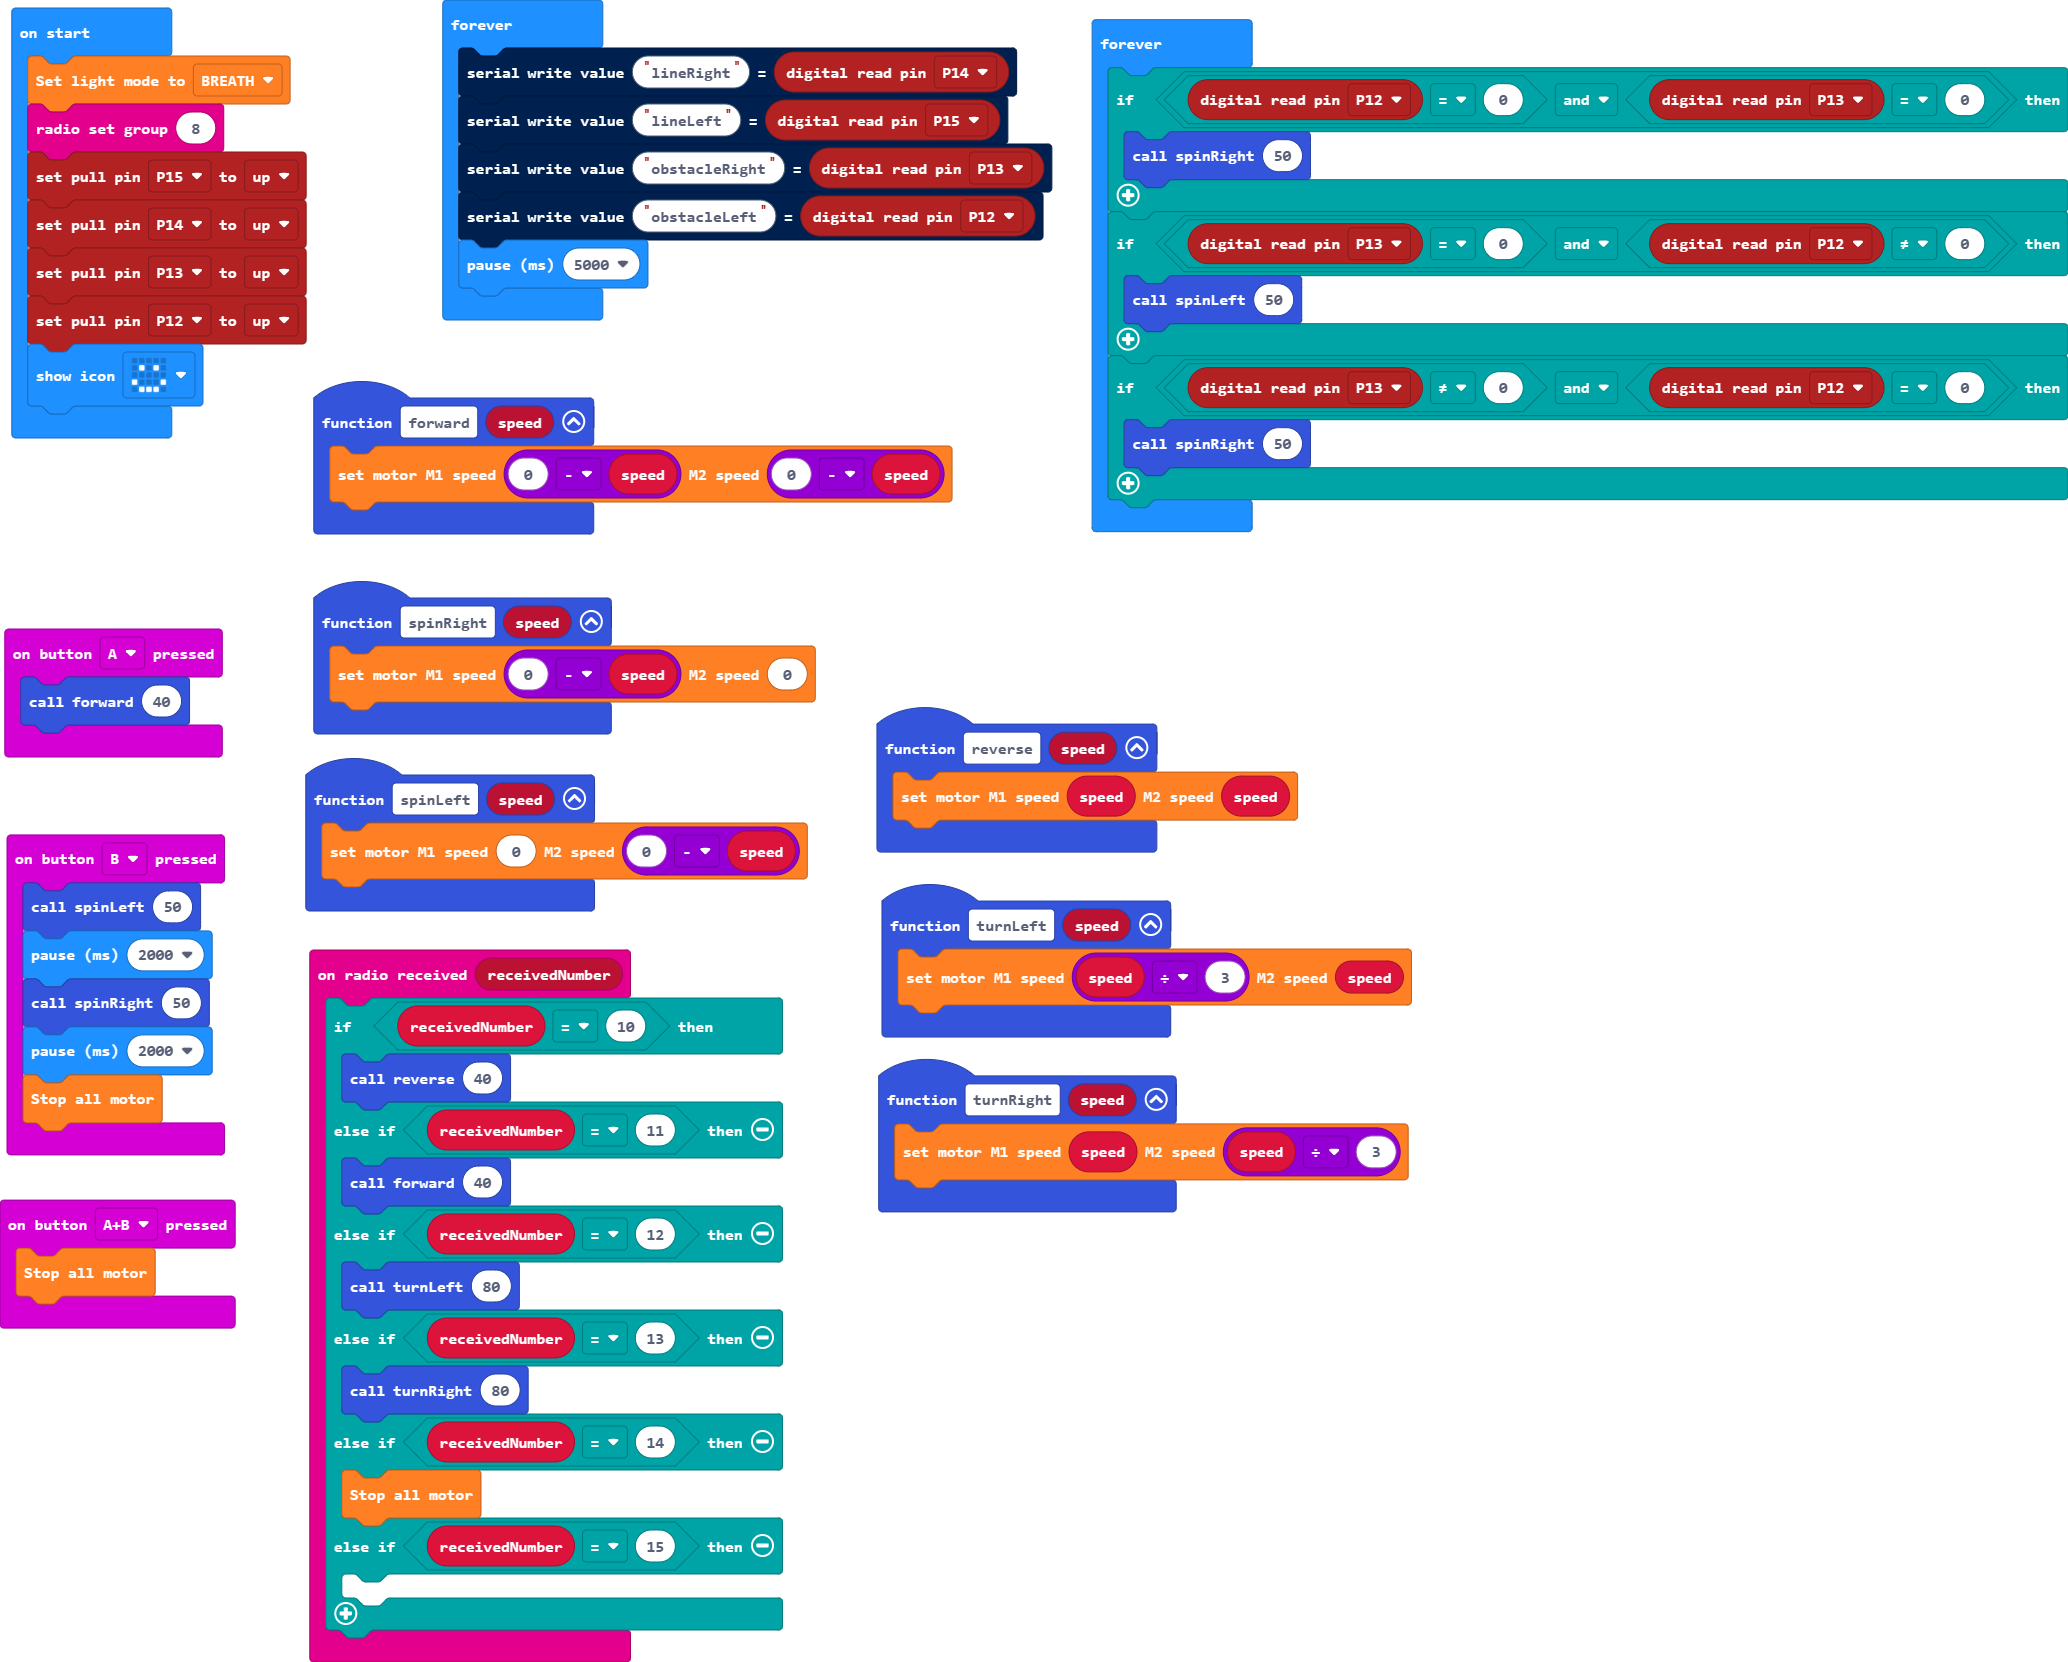 on start
Set light mode to BREATH
radio set group 8
set pull pin P15 to up
set pull pin P14 to up
set pull pin P13 to up
set pull pin P12 to up
show icon
forever
serial write value "lineRight" = digital read pin P14
serial write value "lineLeft" = digital read pin P15
serial write value "obstacleRight" = digital read pin P13
serial write value "obstacleLeft" = digital read pin P12
pause (ms) 5000
forever
if digital read pin P12 = 0 and digital read pin P13 = 0 then
call spinRight 50
if digital read pin P13 = 0 and digital read pin P12 ≠ 0 then
call spinLeft 50
if digital read pin P13 ≠ 0 and digital read pin P12 = 0 then
call spinRight 50
function forward speed
set motor M1 speed 0 - speed M2 speed 0 - speed
function spinRight speed
set motor M1 speed 0 - speed M2 speed 0
function spinLeft speed
set motor M1 speed 0 M2 speed 0 - speed
on button A pressed
call forward 40
on button B pressed
call spinLeft 50
pause (ms) 2000
call spinRight 50
pause (ms) 2000
Stop all motor
on button A+B pressed
Stop all motor
on radio received receivedNumber
if receivedNumber = 10 then
call reverse 40
else if receivedNumber = 11 then
call forward 40
else if receivedNumber = 12 then
call turnLeft 80
else if receivedNumber = 13 then
call turnRight 80
else if receivedNumber = 14 then
Stop all motor
else if receivedNumber = 15 then
function reverse speed
set motor M1 speed speed M2 speed speed
function turnLeft speed
set motor M1 speed speed ÷ 3 M2 speed speed
function turnRight speed
set motor M1 speed speed M2 speed speed ÷ 3